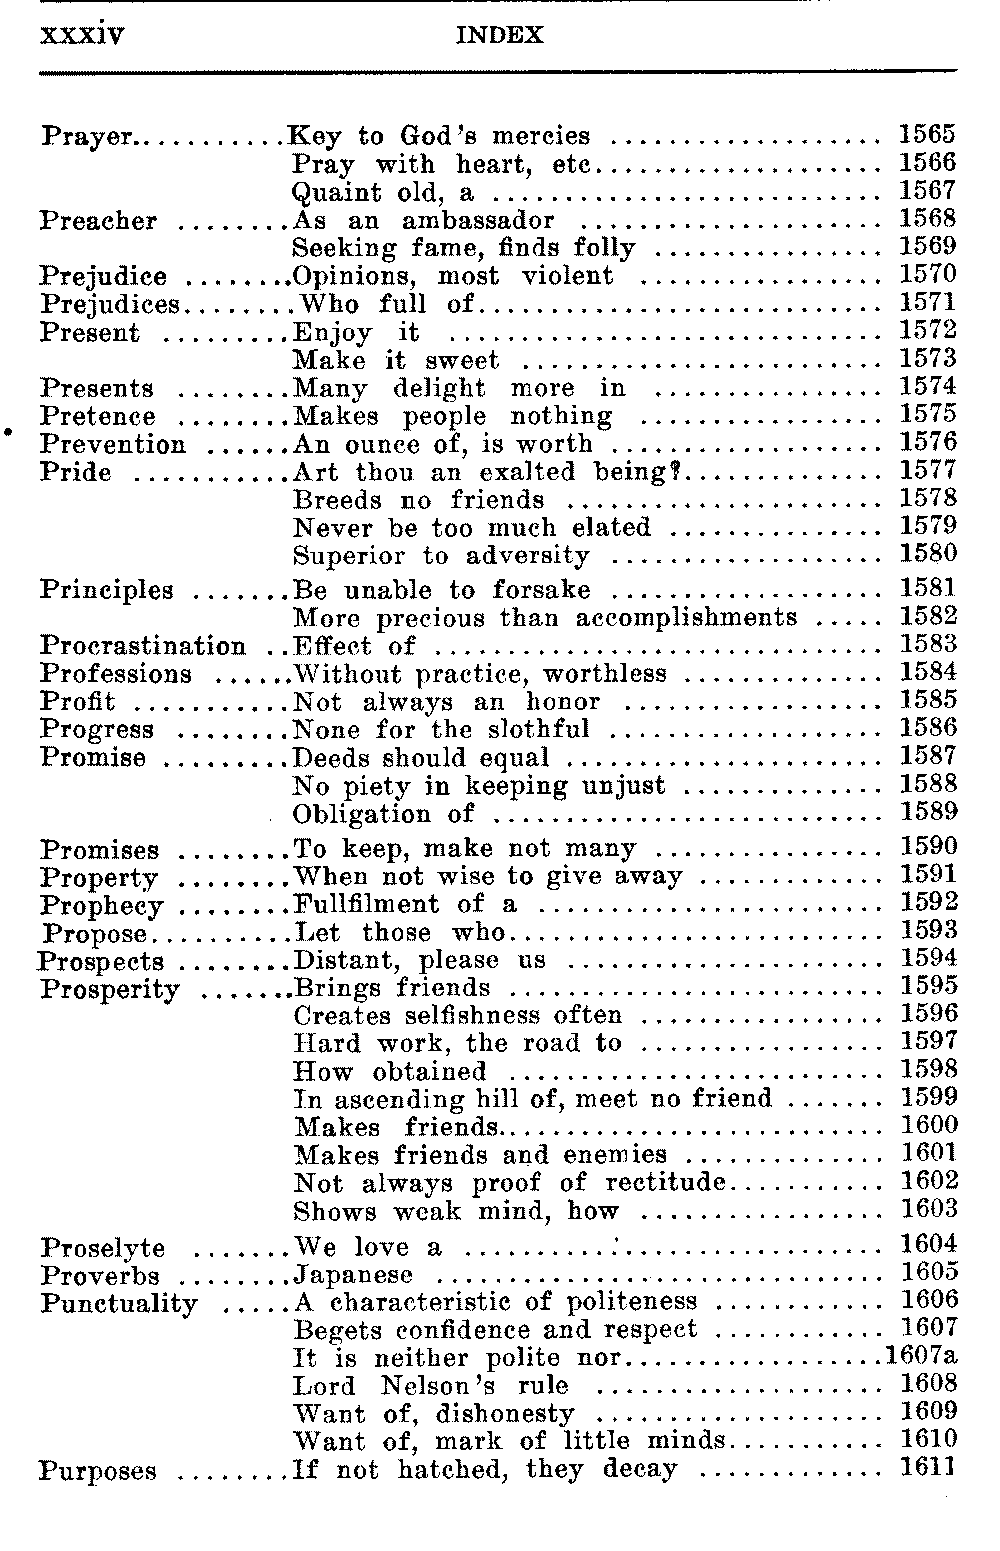 xxxiv INDEX
Prayer...........Key to God's mercies ................... 1565
Pray with heart, etc.................... 1566
Quaint old, a ........................... 1567
Preacher ........As an ambassador ..................... 1568
Seeking fame, finds folly ................ 1569
Prejudice ........Opinions, most violent ................. 1570
Prejudices........Who full of............................ 1571
Present .........Enjoy it .............................. 1572
Make it sweet ......................... 1573
Presents ........Many delight more in ................ 1574
Pretence ........Makes people nothing ................. 1575
Prevention ......An ounce of, is worth ................... 1576
Pride ...........Art thou an exalted being?.............. 1577
Breeds no friends ...................... 1578
Never be too much elated ............... 1579
Superior to adversity ................... 1580
Principles .......Be unable to forsake ................... 1581
More precious than accomplishments ..... 1582
Procrastination ..Effect of ............................... 1583
Professions ......Without practice, worthless .............. 1584
Profit ...........Not always an honor .................. 1585
Progress ........None for the slothful ................... 1586
Promise .........Deeds should equal ...................... 1587
No piety in keeping unjust .............. 1588
Obligation of ........................... 1589
Promises ........To keep, make not many ................ 1590
Property ........When not wise to give away ............. 1591
Prophecy ........Fullfilment of a ........................ 1592
Propose..........Let those who.......................... 1593
Prospects ........Distant, please us ...................... 1594
Prosperity .......Brings friends .......................... 1595
Creates selfishness often ................. 1596
Hard work, the road to ................. 1597
How obtained .......................... 1598
In ascending hill of, meet no friend ....... 1599
Makes friends........................... 1600
Makes friends and enemies .............. 1601
Not always proof of rectitude........... 1602
Shows weak mind, how ................. 1603
Proselyte .......We love a ............................. 1604
Proverbs ........Japanese ............................... 1605
Punctuality .....A characteristic of politeness ............ 1606
Begets confidence and respect ............ 1607
It is neither polite nor..................1607a
Lord Nelson's rule .................... 1608
Want of, dishonesty .................... 1609
Want of, mark of little minds........... 1610
Purposes ........If not hatched, they decay ............. 1611